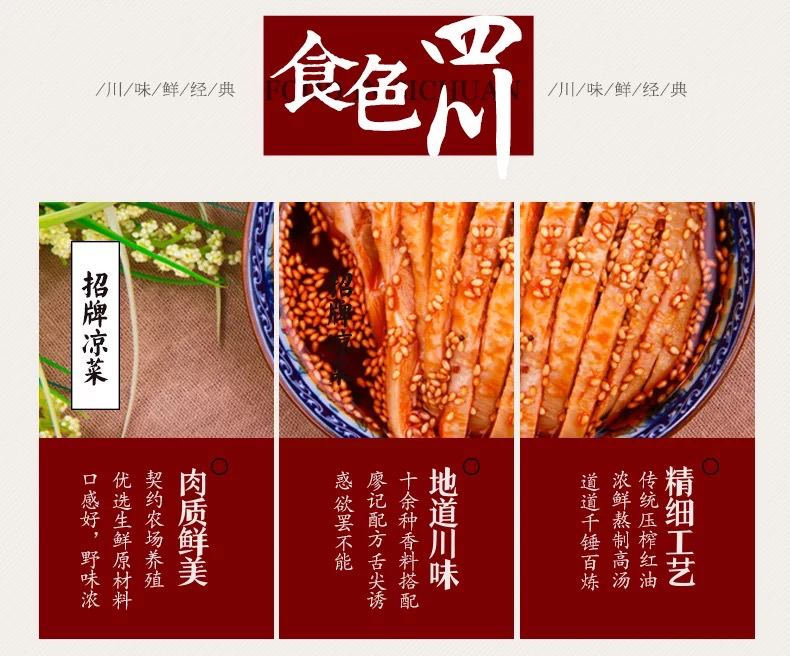 食色四川
/川/味/鲜/经/典
/川/味/鲜/经/典
招牌凉菜
招牌凉菜
肉质鲜美
契约农场养殖
优选生鲜原材料
口感好，野味浓
地道川味
十余种香料搭配
廖记配方舌尖诱
惑欲罢不能
精细工艺
传统压榨红油
浓鲜熬制高汤
道道千锤百炼